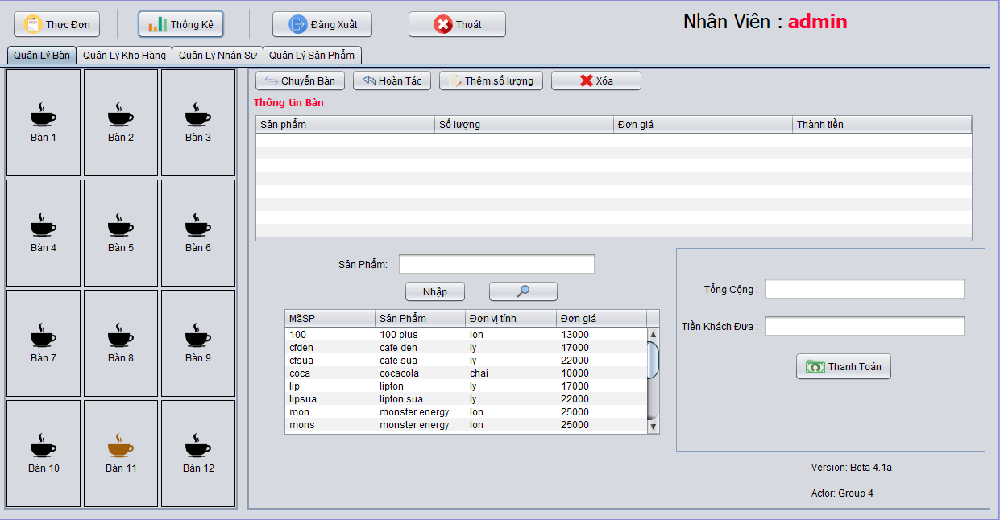 Thực Đơn Thống Kê Đăng Xuất Thoát Nhân Viên : admin
Quản Lý Bàn Quản Lý Kho Hàng Quản Lý Nhân Sự Quản Lý Sản Phẩm
Chuyển Bàn Hoàn Tác Thêm số lượng Xóa
Thông tin Bàn
Sản phẩm Số lượng Đơn giá Thành tiền
Bàn 1 Bàn 2 Bàn 3
Bàn 4 Bàn 5 Bàn 6
Bàn 7 Bàn 8 Bàn 9
Bàn 10 Bàn 11 Bàn 12
Sản Phẩm:
Nhập
MãSP Sản Phẩm Đơn vị tính Đơn giá
100 100 plus lon 13000
cfden cafe den ly 17000
cfsua cafe sua ly 22000
coca cocacola chai 10000
lip lipton ly 17000
lipsua lipton sua ly 22000
mon monster energy lon 25000
mons monster energy lon 25000
Tổng Cộng :
Tiền Khách Đưa :
Thanh Toán
Version: Beta 4.1a
Actor: Group 4